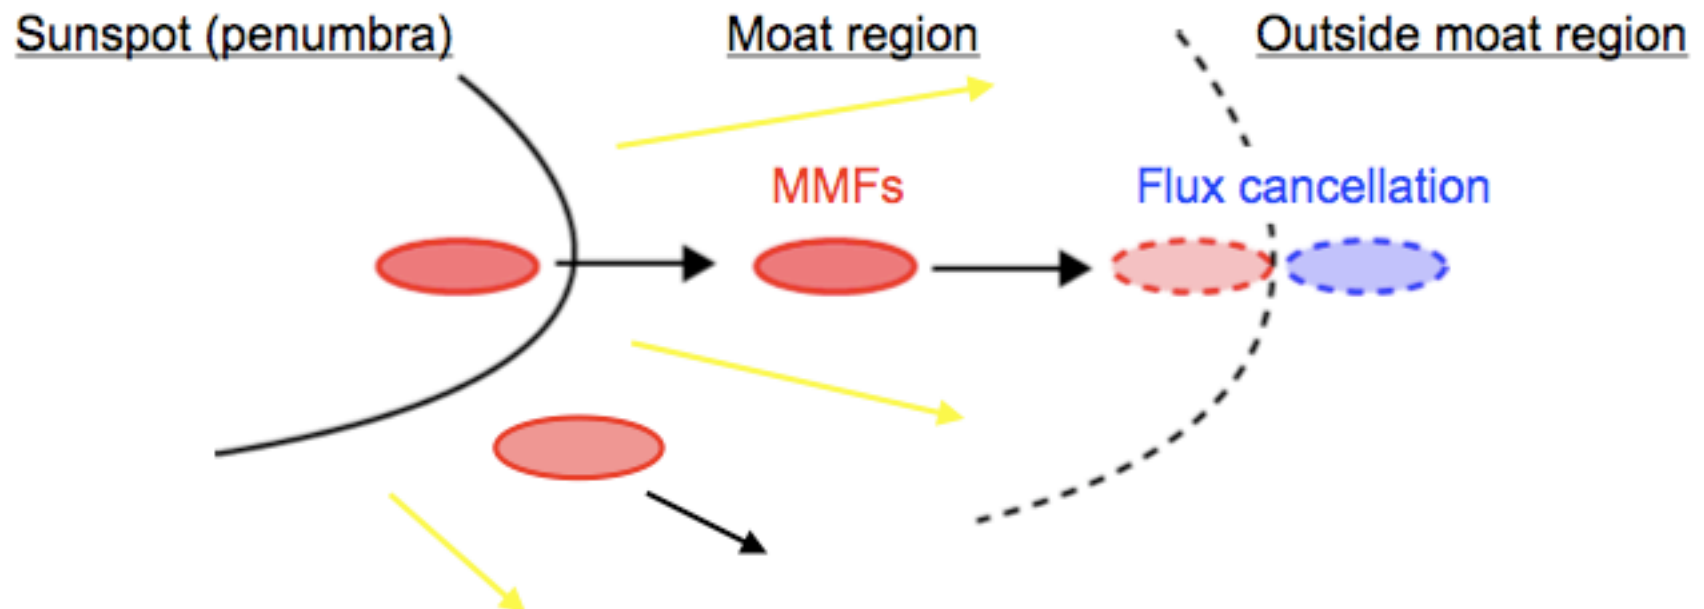 Sunspot (penumbra)
Moat region
Outside moat region
MMFs
Flux cancellation